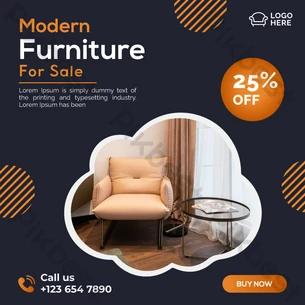 Modern
Furniture
For Sale
Lorem Ipsum is simply dummy text
of the printing and typesetting industry.
Lorem Ipsum has been
LOGO
HERE
25%
OFF
Call us
+123 654 7890
BUY NOW